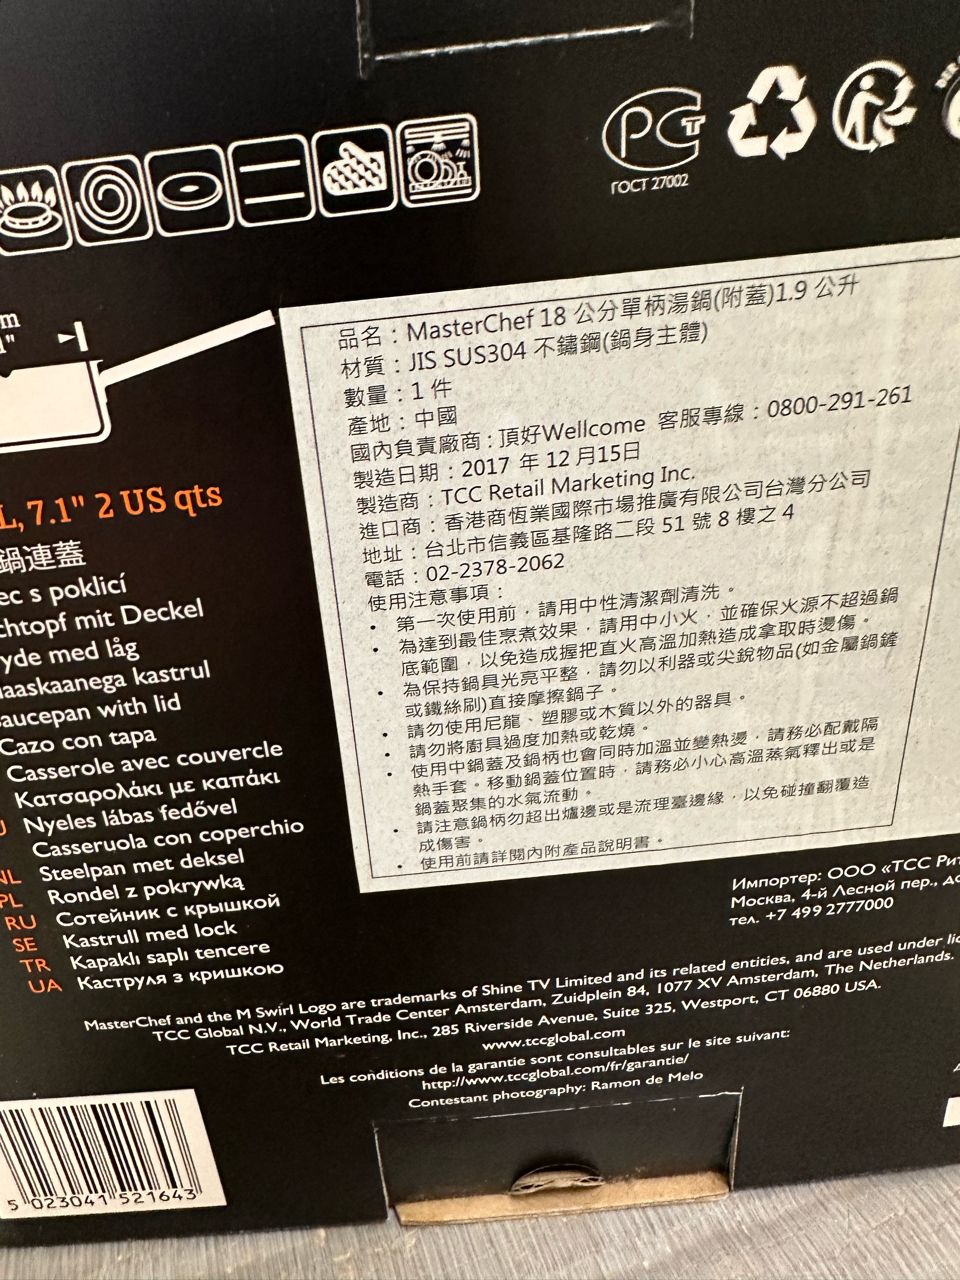 PCT
ГОСТ 27002
品名：MasterChef 18 公分單柄湯鍋(附蓋)1.9 公升
材質：JIS SUS304 不鏽鋼(鍋身主體)
數量：1 件
產地：中國
國內負責廠商：頂好Wellcome 客服專線：0800-291-261
製造日期：2017 年 12 月15日
製造商：TCC Retail Marketing Inc.
進口商：香港商恆業國際市場推廣有限公司台灣分公司
地址：台北市信義區基隆路二段 51 號 8 樓之 4
電話：02-2378-2062
使用注意事項：
• 第一次使用前，請用中性清潔劑清洗。
• 為達到最佳烹煮效果，請用中小火，並確保火源不超過鍋
底範圍，以免造成握把直火高溫加熱造成拿取時燙傷。
• 為保持鍋具光亮平整，請勿以利器或尖銳物品(如金屬鍋鏟
或鐵絲刷)直接摩擦鍋子。
• 請勿使用尼龍、塑膠或木質以外的器具。
• 請勿將廚具過度加熱或乾燒。
• 使用中鍋蓋及鍋柄也會同時加溫並變熱燙，請務必配戴隔
熱手套。移動鍋蓋位置時，請務必小心高溫蒸氣釋出或是
鍋蓋聚集的水氣流動。
• 請注意鍋柄勿超出爐邊或是流理臺邊緣，以免碰撞翻覆造
成傷害。
• 使用前請詳閱內附產品說明書。
L, 7.1" 2 US qts
鍋連蓋
ec s poklicí
chtopf mit Deckel
yde med låg
aaskaanega kastrul
aucepan with lid
Cazo con tapa
Casserole avec couvercle
Κατσαρολάκι με καπάκι
Nyeles lábas fedővel
Casseruola con coperchio
NL Steelpan met deksel
PL Rondel z pokrywką
RU Сотейник с крышкой
SE Kastrull med lock
TR Kapaklı saplı tencere
UA Каструля з кришкою
Импортер: ООО «ТСС Рит
Москва, 4-й Лесной пер., до
тел. +7 499 2777000
MasterChef and the M Swirl Logo are trademarks of Shine TV Limited and its related entities, and are used under lic
TCC Global N.V., World Trade Center Amsterdam, Zuidplein 84, 1077 XV Amsterdam, The Netherlands.
TCC Retail Marketing, Inc., 285 Riverside Avenue, Suite 325, Westport, CT 06880 USA.
www.tccglobal.com
Les conditions de la garantie sont consultables sur le site suivant:
http://www.tccglobal.com/fr/garantie/
Contestant photography: Ramon de Melo
5 023041 521643